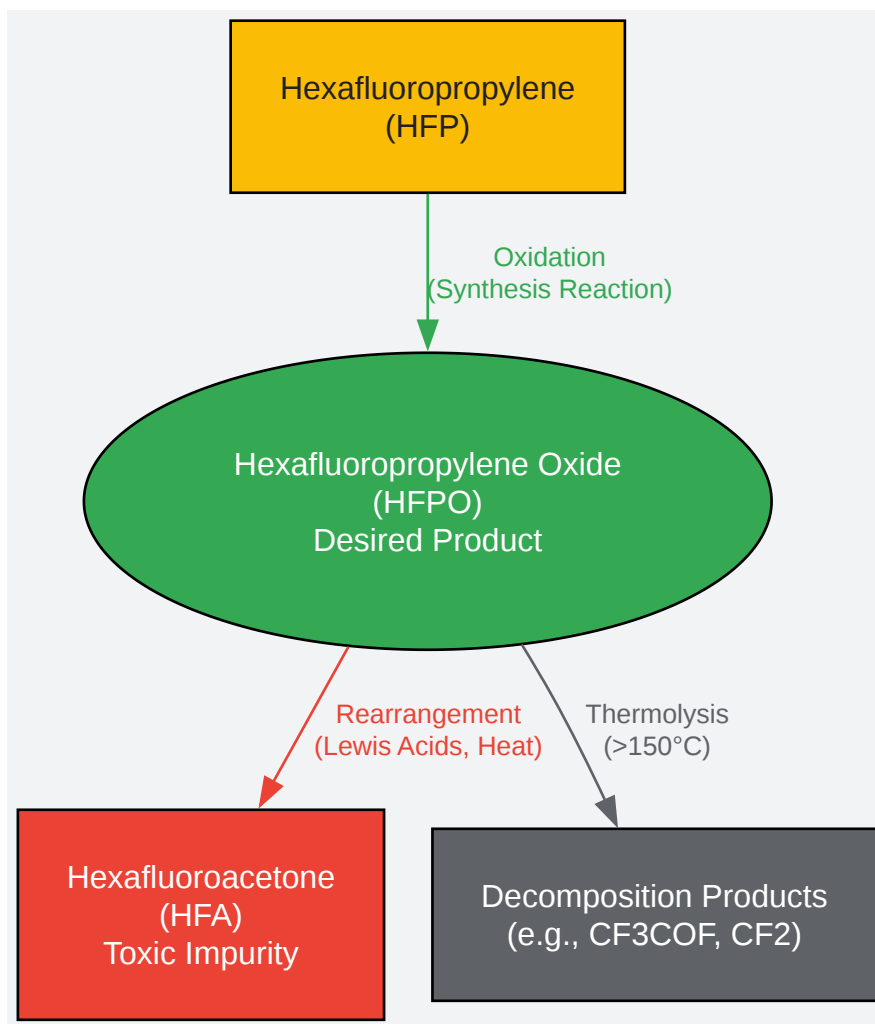 Hexafluoropropylene
(HFP)
Oxidation
(Synthesis Reaction)
Hexafluoropropylene Oxide
(HFPO)
Desired Product
Rearrangement
(Lewis Acids, Heat)
Thermolysis
(>150°C)
Hexafluoroacetone
(HFA)
Toxic Impurity
Decomposition Products
(e.g., CF3COF, CF2)